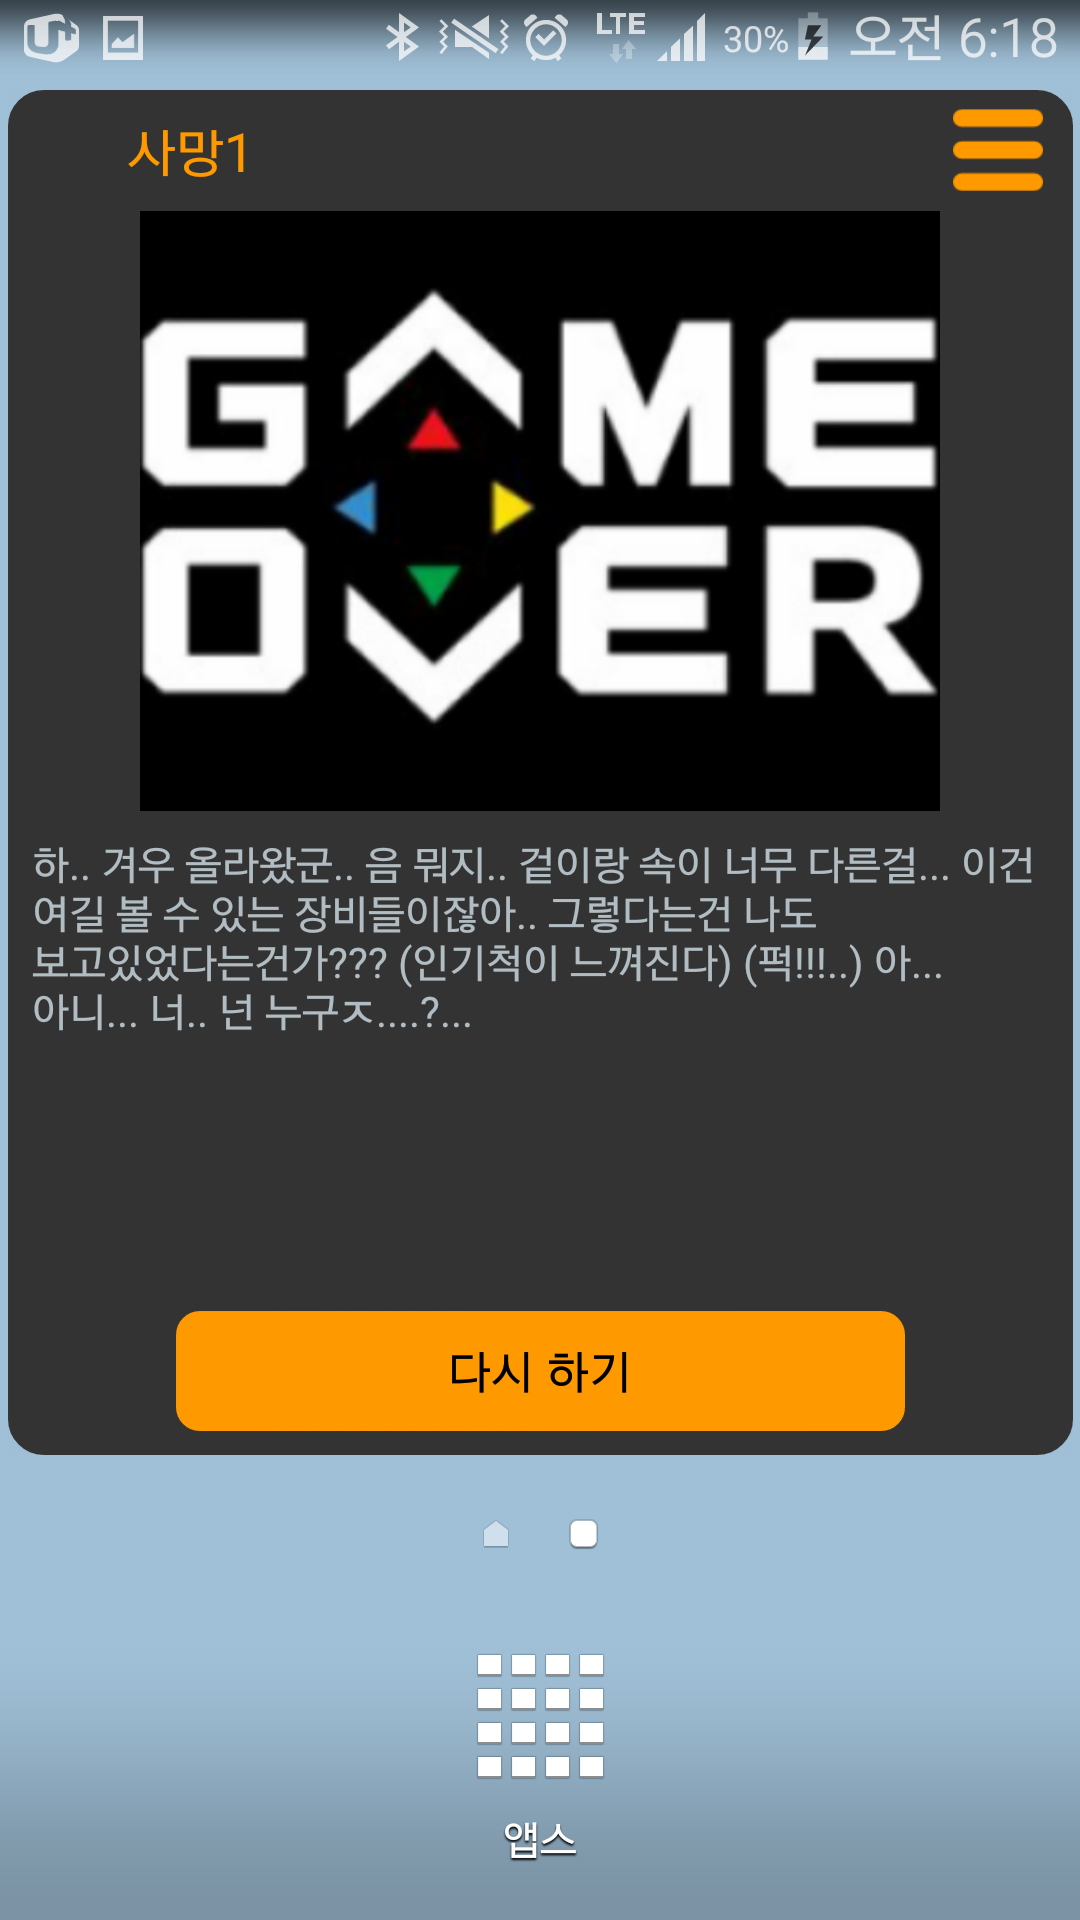 LTE 30% 오전 6:18
사망1
GAME
OVER
하.. 겨우 올라왔군.. 음 뭐지.. 겉이랑 속이 너무 다른걸... 이건
여길 볼 수 있는 장비들이잖아.. 그렇다는건 나도
보고있었다는건가??? (인기척이 느껴진다) (퍽!!!..) 아...
아니... 너.. 넌 누구ㅈ....?...
다시 하기
앱스